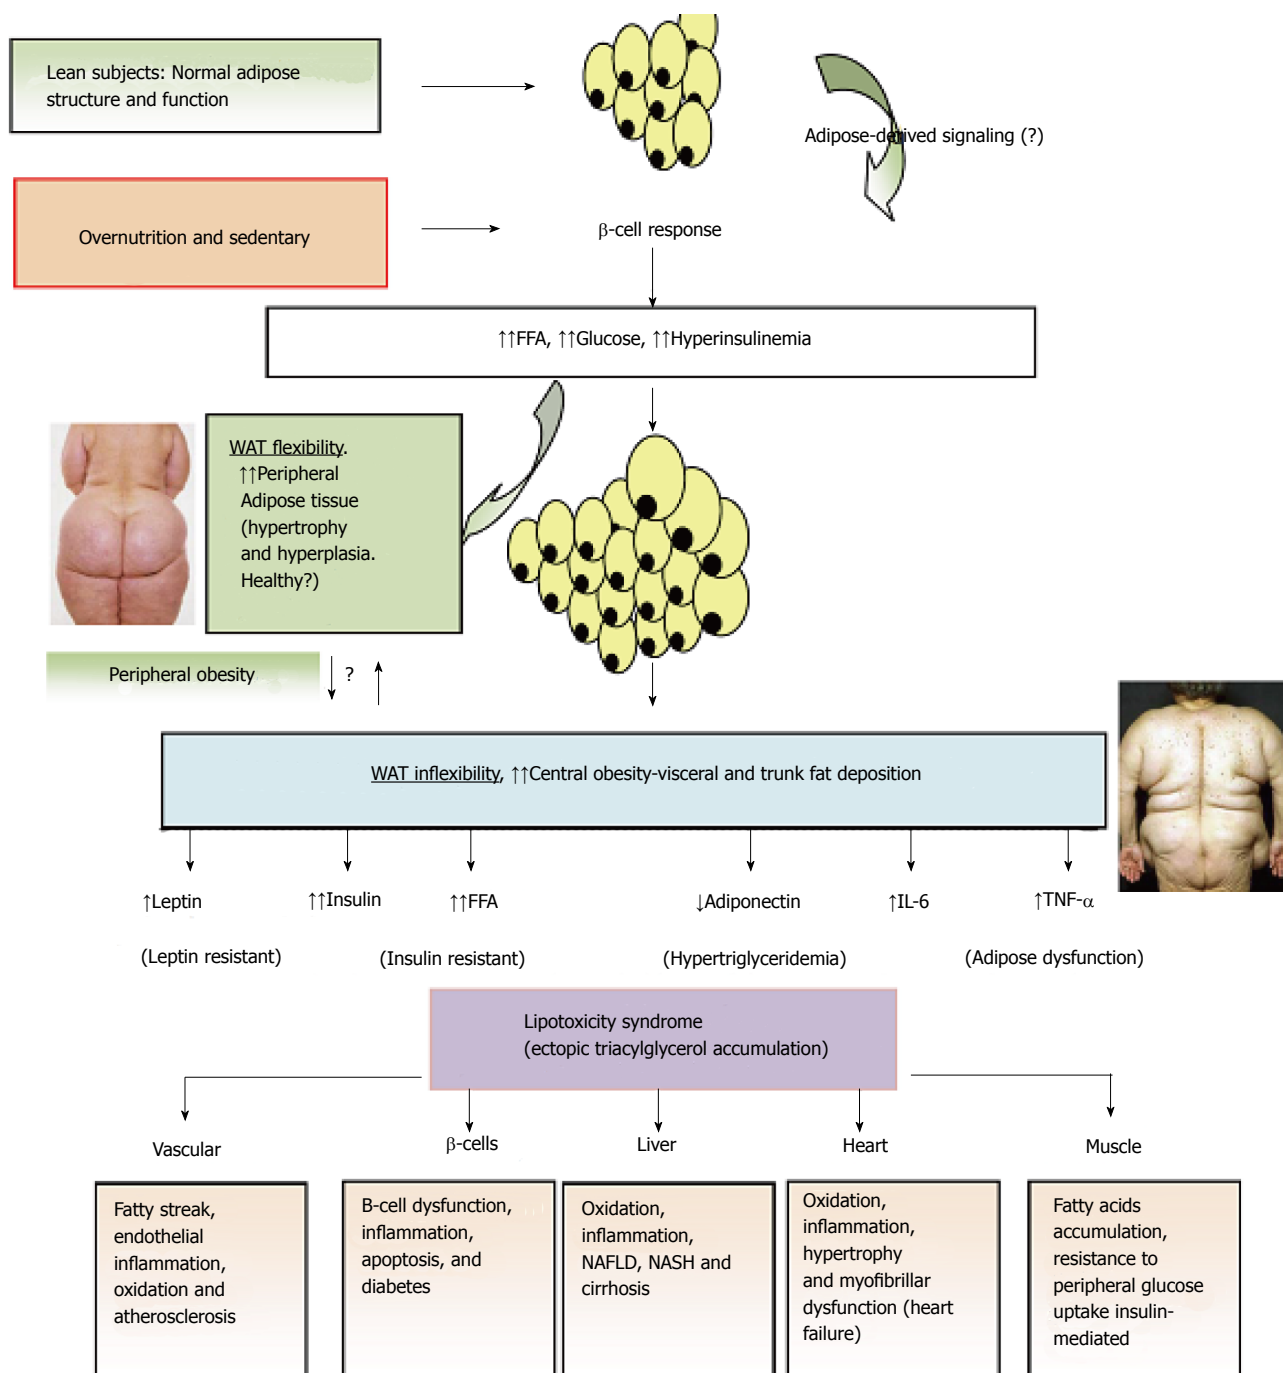 Lean subjects: Normal adipose
structure and function
Adipose-derived signaling (?)
Overnutrition and sedentary
β-cell response
↑↑FFA, ↑↑Glucose, ↑↑Hyperinsulinemia
WAT flexibility.
↑↑Peripheral
Adipose tissue
(hypertrophy
and hyperplasia.
Healthy?)
Peripheral obesity
?
WAT inflexibility, ↑↑Central obesity-visceral and trunk fat deposition
↑Leptin
↑↑Insulin
↑↑FFA
↓Adiponectin
↑IL-6
↑TNF-α
(Leptin resistant)
(Insulin resistant)
(Hypertriglyceridemia)
(Adipose dysfunction)
Lipotoxicity syndrome
(ectopic triacylglycerol accumulation)
Vascular
β-cells
Liver
Heart
Muscle
Fatty streak,
endothelial
inflammation,
oxidation and
atherosclerosis
B-cell dysfunction,
inflammation,
apoptosis, and
diabetes
Oxidation,
inflammation,
NAFLD, NASH and
cirrhosis
Oxidation,
inflammation,
hypertrophy
and myofibrillar
dysfunction (heart
failure)
Fatty acids
accumulation,
resistance to
peripheral glucose
uptake insulin-
mediated